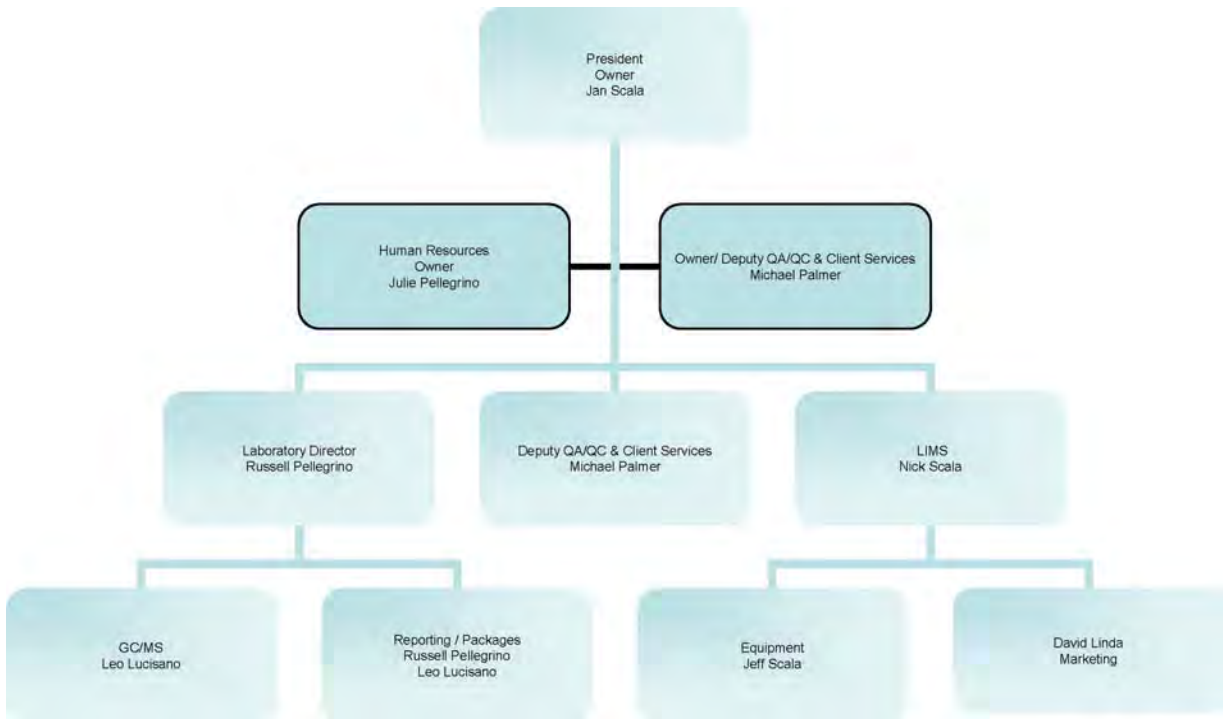 President
Owner
Jan Scala
Human Resources
Owner
Julie Pellegrino
Owner/ Deputy QA/QC & Client Services
Michael Palmer
Laboratory Director
Russell Pellegrino
Deputy QA/QC & Client Services
Michael Palmer
LIMS
Nick Scala
GC/MS
Leo Lucisano
Reporting / Packages
Russell Pellegrino
Leo Lucisano
Equipment
Jeff Scala
David Linda
Marketing